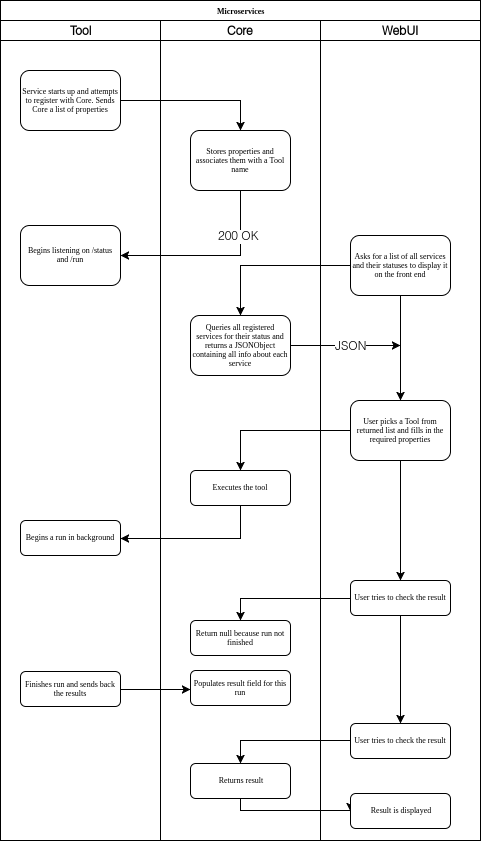 Microservices
Tool
Core
WebUI
Service starts up and attempts
to register with Core. Sends
Core a list of properties
Stores properties and
associates them with a Tool
name
200 OK
Begins listening on /status
and /run
Asks for a list of all services
and their statuses to display it
on the front end
Queries all registered
services for their status and
returns a JSONObject
containing all info about each
service
JSON
User picks a Tool from
returned list and fills in the
required properties
Executes the tool
Begins a run in background
User tries to check the result
Return null because run not
finished
Finishes run and sends back
the results
Populates result field for this
run
User tries to check the result
Returns result
Result is displayed